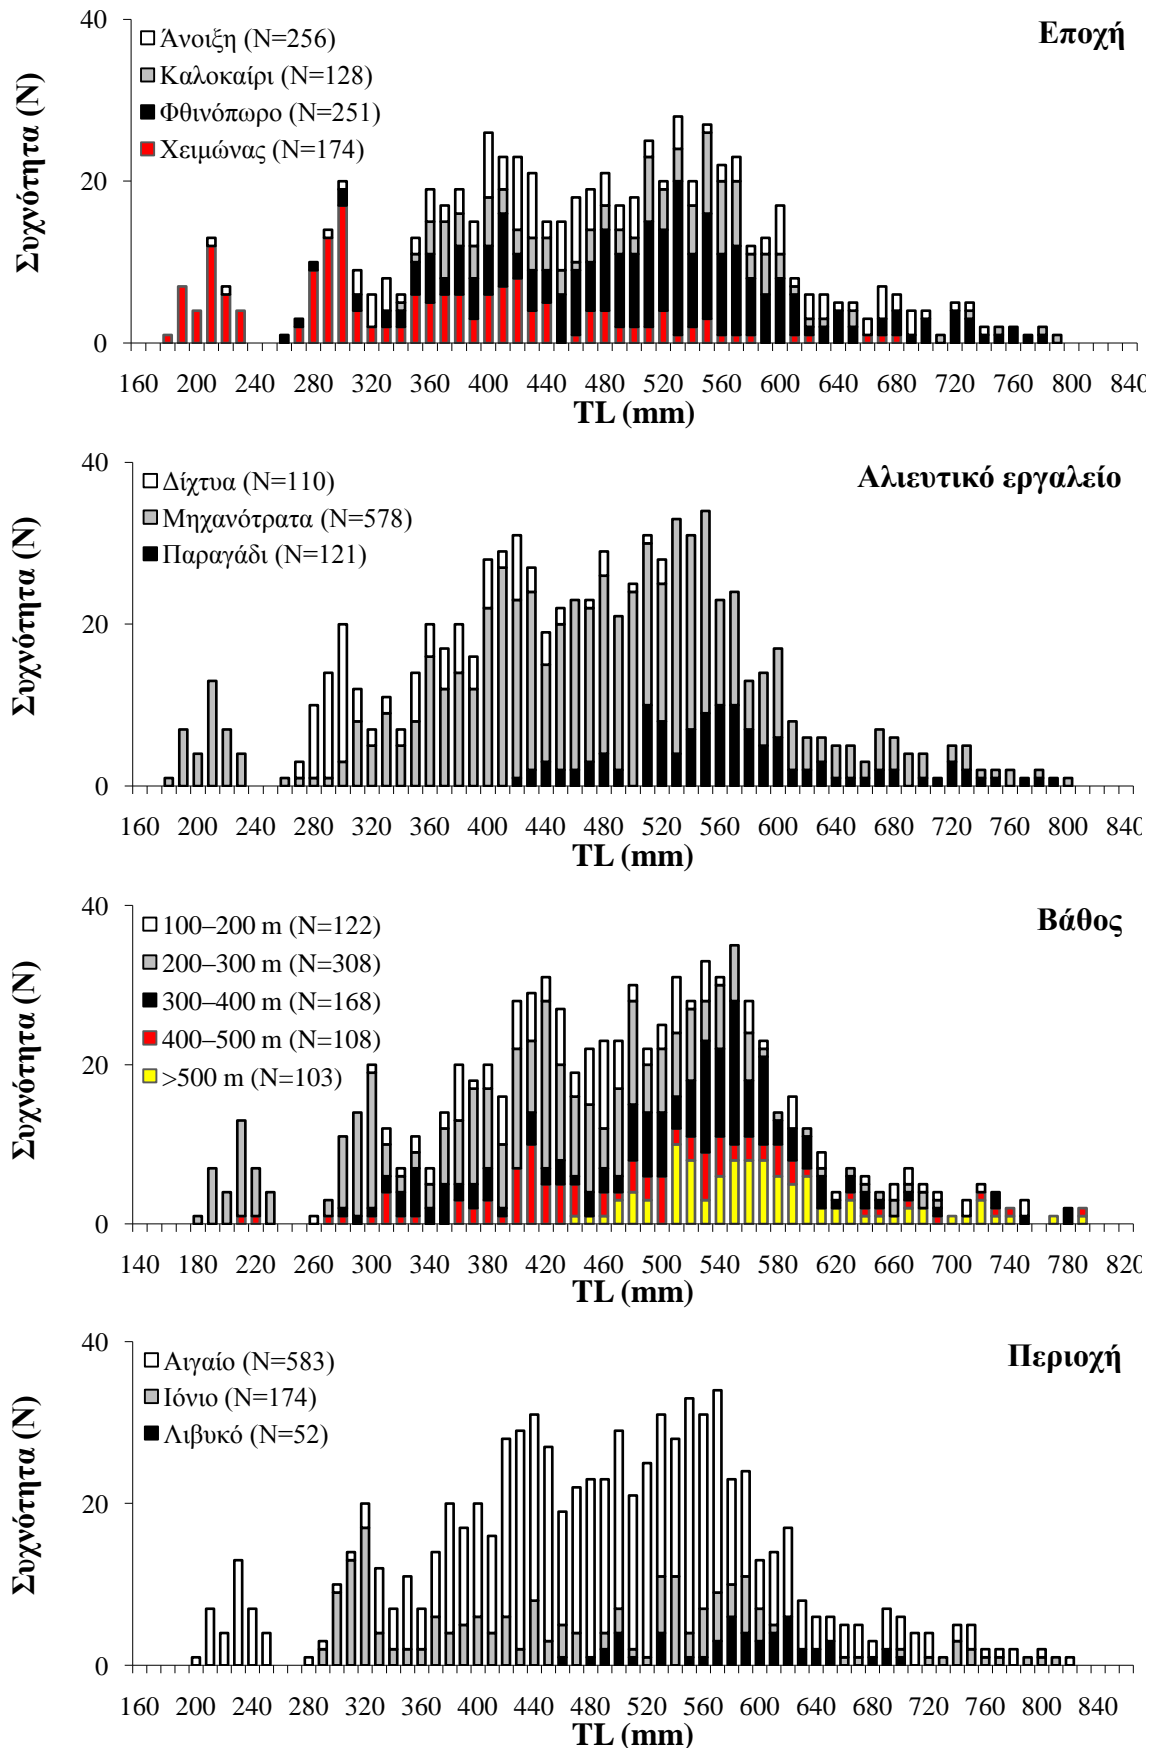 Εποχή
40
20
0
Συχνότητα (N)
Άνοιξη (N=256)
Καλοκαίρι (N=128)
Φθινόπωρο (N=251)
Χειμώνας (N=174)
160 200 240 280 320 360 400 440 480 520 560 600 640 680 720 760 800 840
TL (mm)
Αλιευτικό εργαλείο
40
20
0
Συχνότητα (N)
Δίχτυα (N=110)
Μηχανότρατα (N=578)
Παραγάδι (N=121)
160 200 240 280 320 360 400 440 480 520 560 600 640 680 720 760 800 840
TL (mm)
Βάθος
40
20
0
Συχνότητα (N)
100–200 m (N=122)
200–300 m (N=308)
300–400 m (N=168)
400–500 m (N=108)
>500 m (N=103)
140 180 220 260 300 340 380 420 460 500 540 580 620 660 700 740 780 820
TL (mm)
Περιοχή
40
20
0
Συχνότητα (N)
Αιγαίο (N=583)
Ιόνιο (N=174)
Λιβυκό (N=52)
160 200 240 280 320 360 400 440 480 520 560 600 640 680 720 760 800 840
TL (mm)